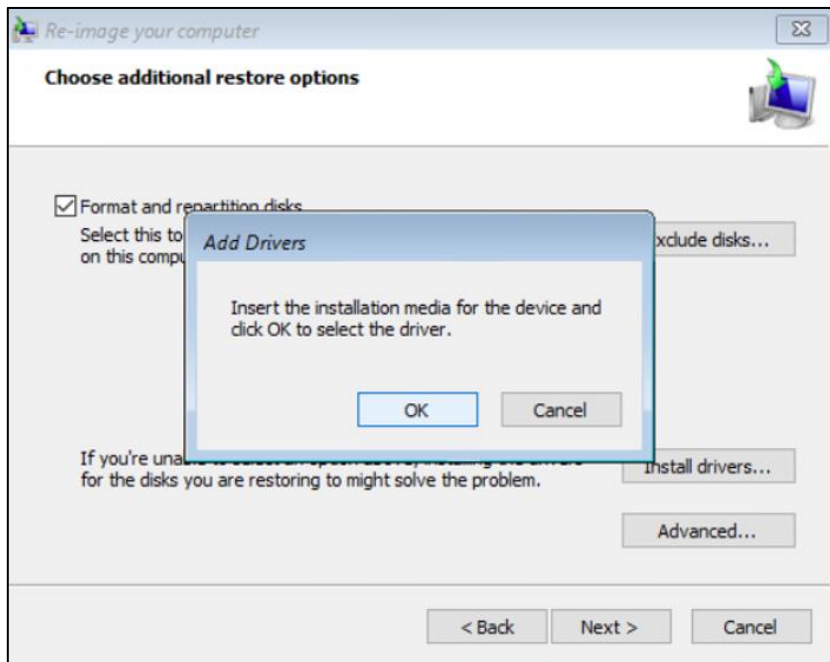 Re-image your computer
Choose additional restore options
Format and repartition disks
Select this to
on this compu
xclude disks...
Add Drivers
Insert the installation media for the device and
click OK to select the driver.
OK
Cancel
If you're una
for the disks you are restoring to might solve the problem.
Install drivers...
Advanced...
< Back
Next >
Cancel